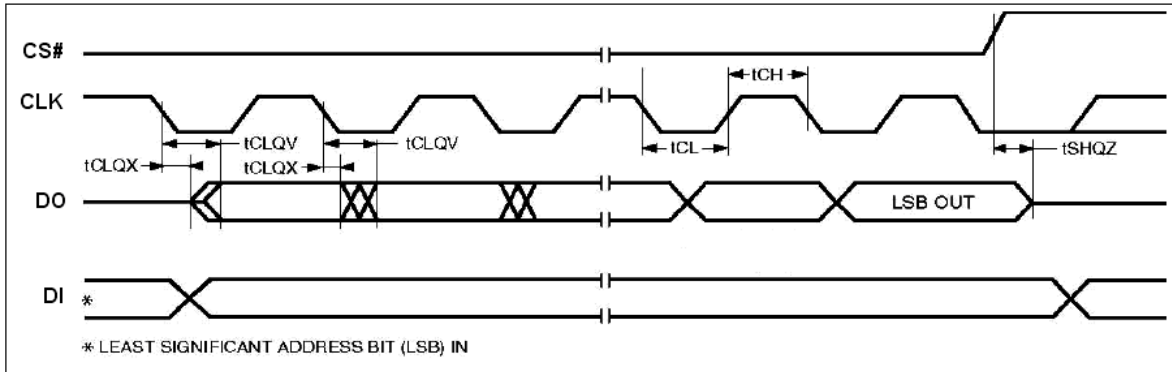 CS#
tCH
CLK
tCLQV
tCLQV
tCL
tSHQZ
tCLQX
tCLQX
DO
LSB OUT
DI
*
* LEAST SIGNIFICANT ADDRESS BIT (LSB) IN